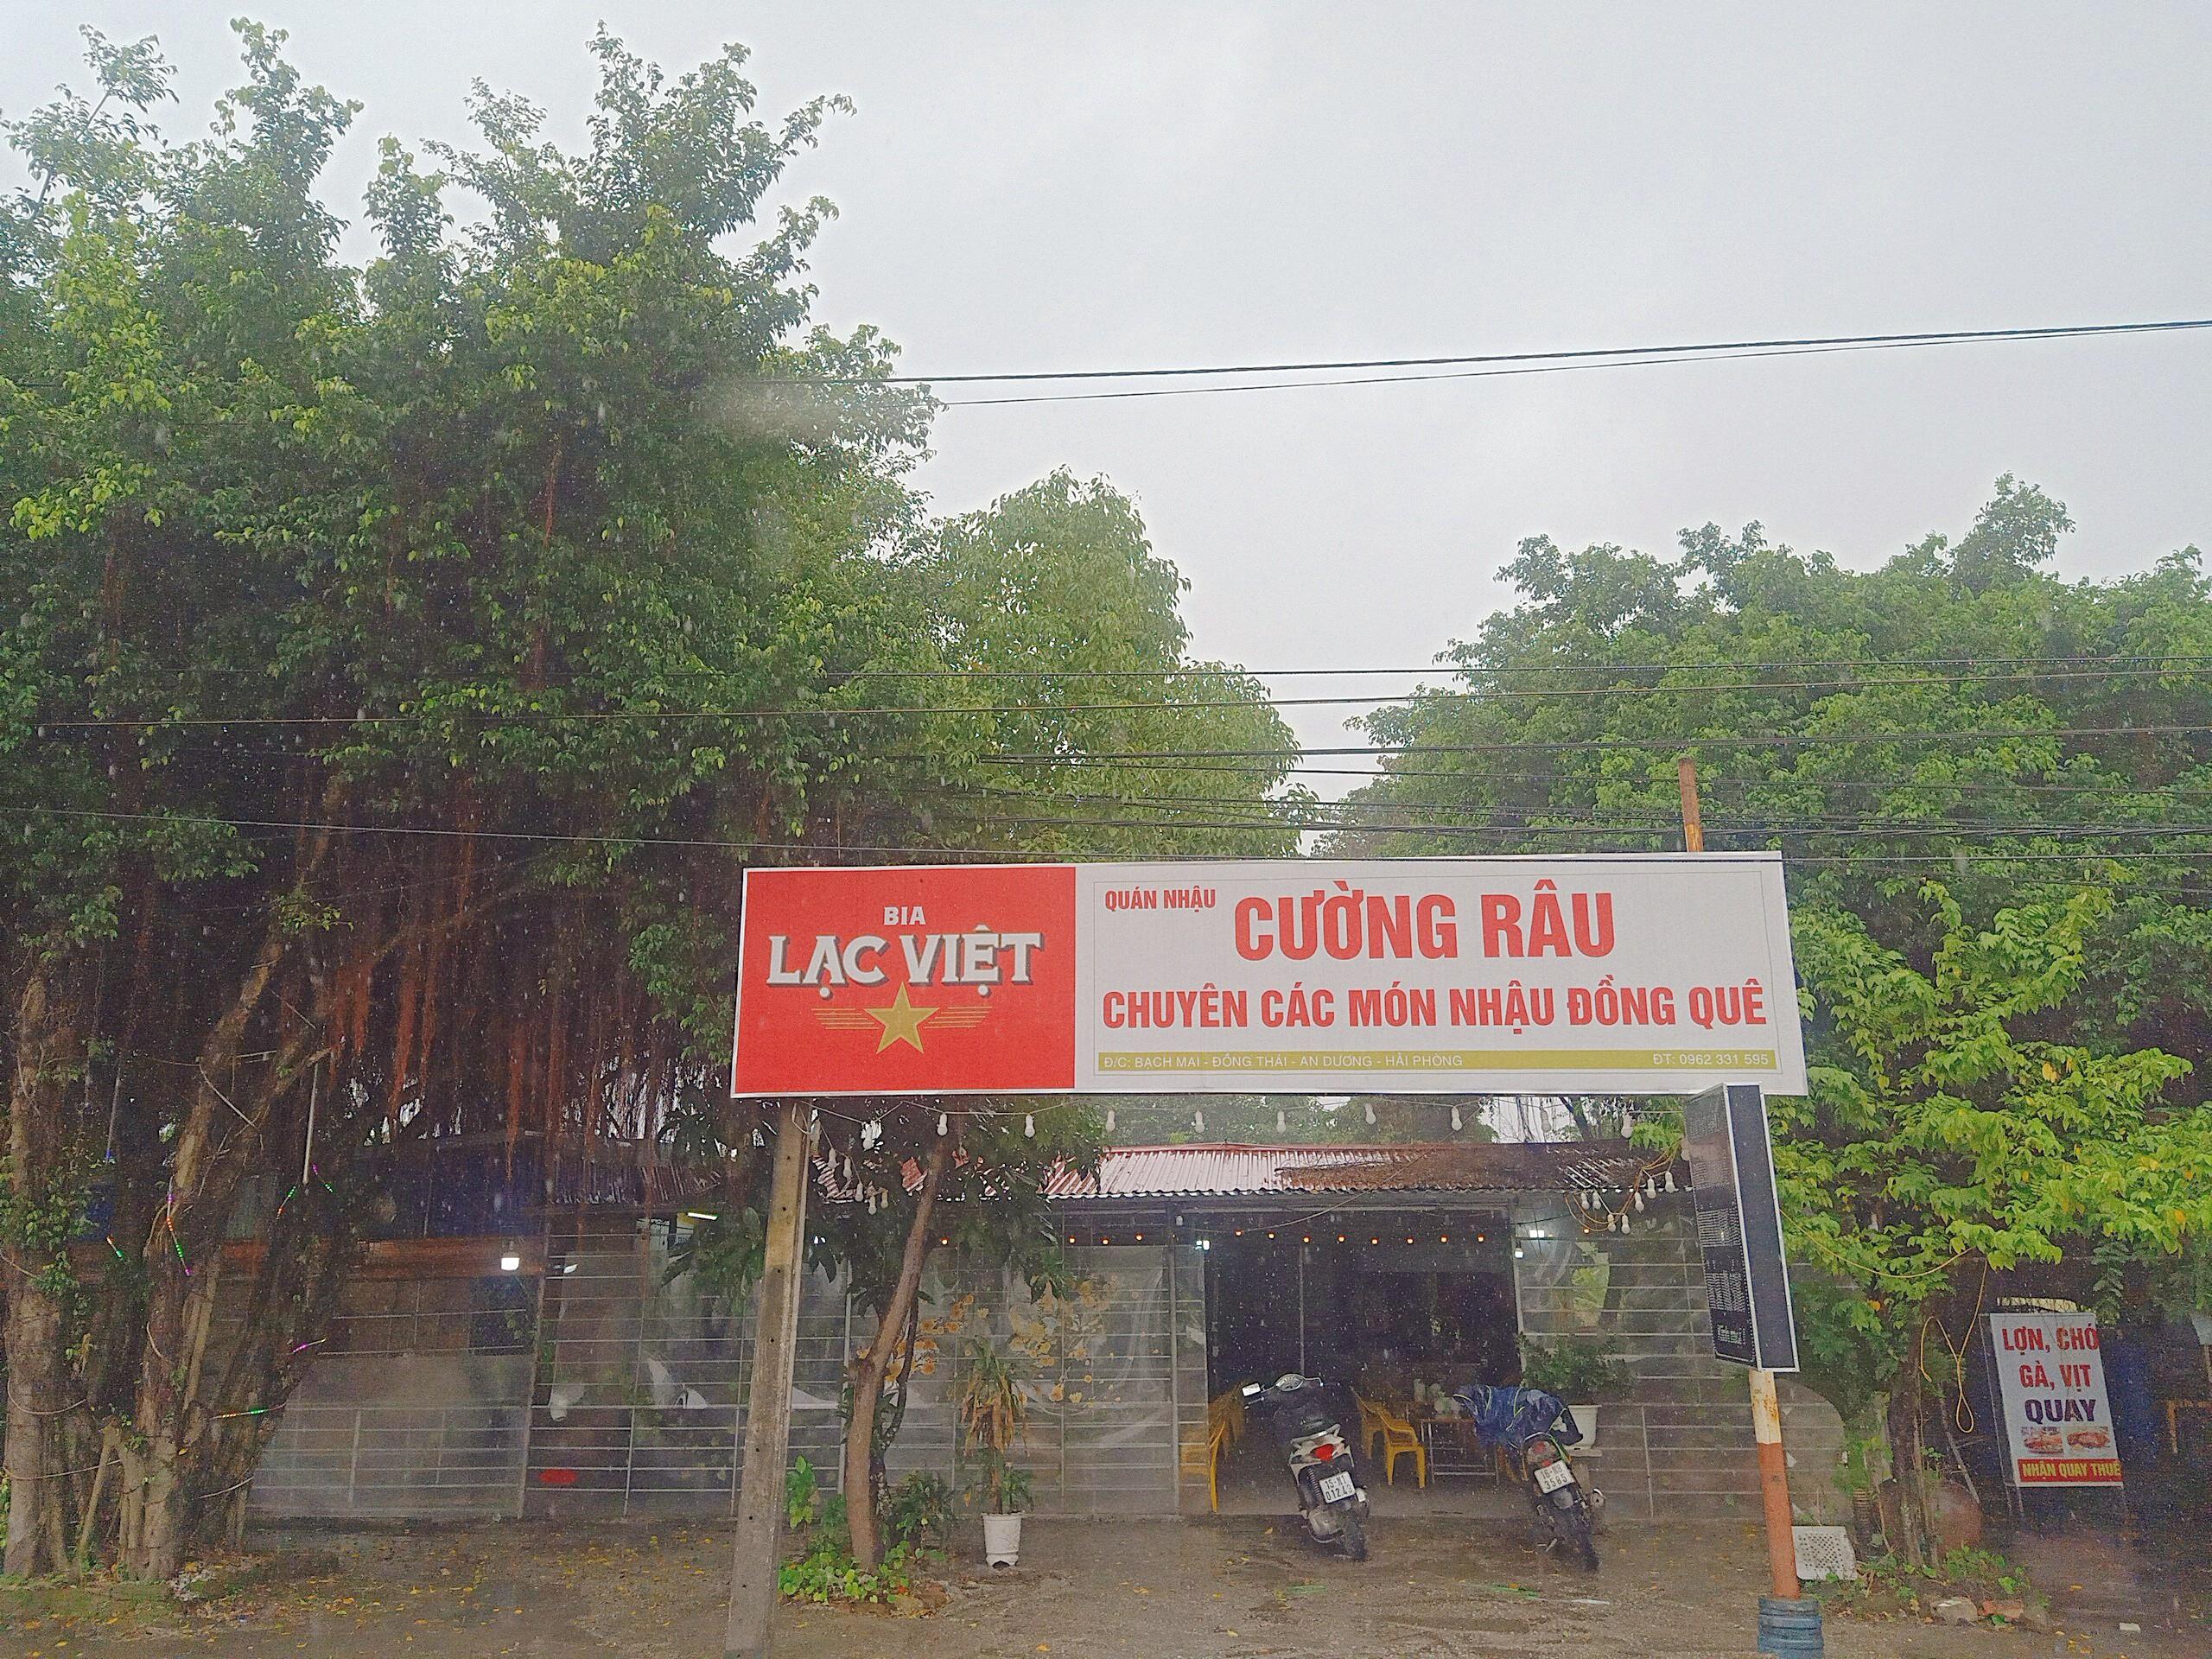 BIA
LẠC VIỆT
QUÁN NHẬU
CƯỜNG RÂU
CHUYÊN CÁC MÓN NHẬU ĐỒNG QUÊ
Đ/C: BẠCH MAI - ĐỒNG THÁI - AN DƯƠNG - HẢI PHÒNG
ĐT: 0962 331 595
LỢN, CHÓ
GÀ, VỊT
QUAY
NHẬN QUAY THUÊ